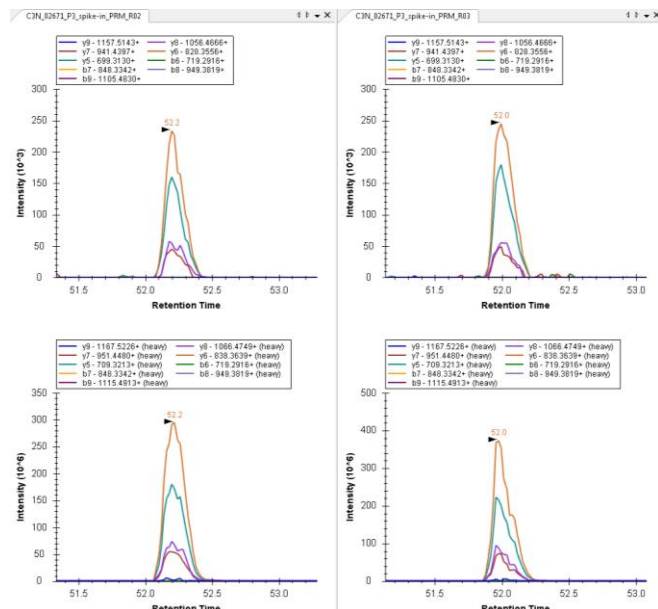 C3N_02671_P3_spike-in_PRM_R02
y9 - 1157.5143+ y8 - 1056.4666+
y7 - 941.4397+ y6 - 828.3556+
y5 - 699.3130+ b6 - 719.2916+
b7 - 848.3342+ b8 - 949.3819+
b9 - 1105.4830+
300
250
200
150
100
50
0
Intensity (10^3)
52.2
51.5 52.0 52.5 53.0
Retention Time
y9 - 1167.5226+ (heavy) y8 - 1066.4749+ (heavy)
y7 - 951.4480+ (heavy) y6 - 838.3639+ (heavy)
y5 - 709.3213+ (heavy) b6 - 719.2916+ (heavy)
b7 - 848.3342+ (heavy) b8 - 949.3819+ (heavy)
b9 - 1115.4913+ (heavy)
350
300
250
200
150
100
50
0
Intensity (10^6)
52.2
51.5 52.0 52.5 53.0
Retention Time
C3N_02671_P3_spike-in_PRM_R03
y9 - 1157.5143+ y8 - 1056.4666+
y7 - 941.4397+ y6 - 828.3556+
y5 - 699.3130+ b6 - 719.2916+
b7 - 848.3342+ b8 - 949.3819+
b9 - 1105.4830+
300
250
200
150
100
50
0
Intensity (10^3)
52.0
51.5 52.0 52.5 53.0
Retention Time
y9 - 1167.5226+ (heavy) y8 - 1066.4749+ (heavy)
y7 - 951.4480+ (heavy) y6 - 838.3639+ (heavy)
y5 - 709.3213+ (heavy) b6 - 719.2916+ (heavy)
b7 - 848.3342+ (heavy) b8 - 949.3819+ (heavy)
b9 - 1115.4913+ (heavy)
500
400
300
200
100
0
Intensity (10^6)
52.0
51.5 52.0 52.5 53.0
Retention Time